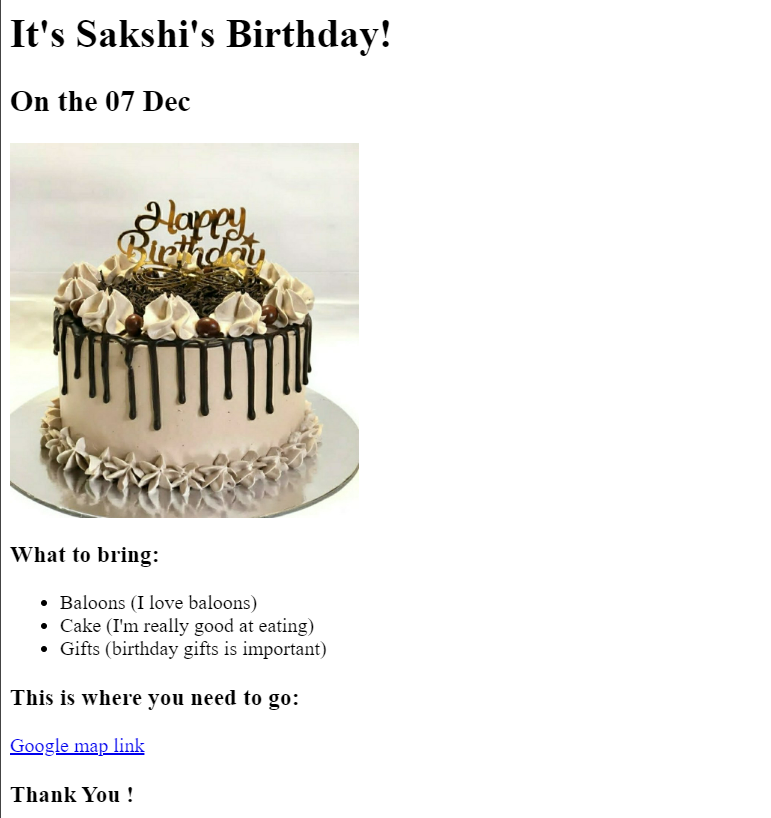 It's Sakshi's Birthday!
On the 07 Dec
Happy
Birthday
What to bring:
Baloons (I love baloons)
Cake (I'm really good at eating)
Gifts (birthday gifts is important)
This is where you need to go:
Google map link
Thank You !